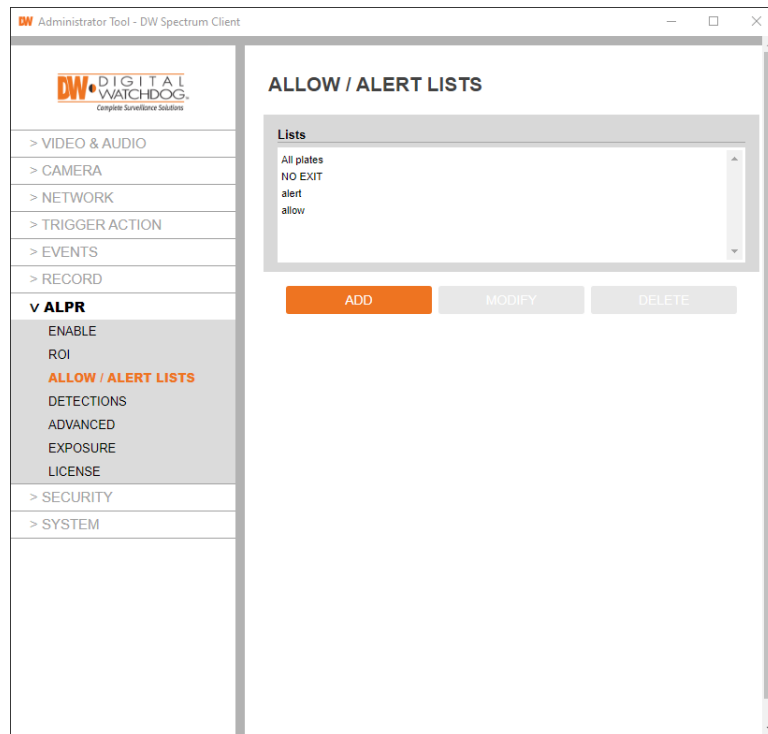 DW Administrator Tool - DW Spectrum Client
DW DIGITAL
WATCHDOG.
Complete Surveillance Solutions
> VIDEO & AUDIO
> CAMERA
> NETWORK
> TRIGGER ACTION
> EVENTS
> RECORD
v ALPR
ENABLE
ROI
ALLOW / ALERT LISTS
DETECTIONS
ADVANCED
EXPOSURE
LICENSE
> SECURITY
> SYSTEM
ALLOW / ALERT LISTS
Lists
All plates
NO EXIT
alert
allow
ADD MODIFY DELETE